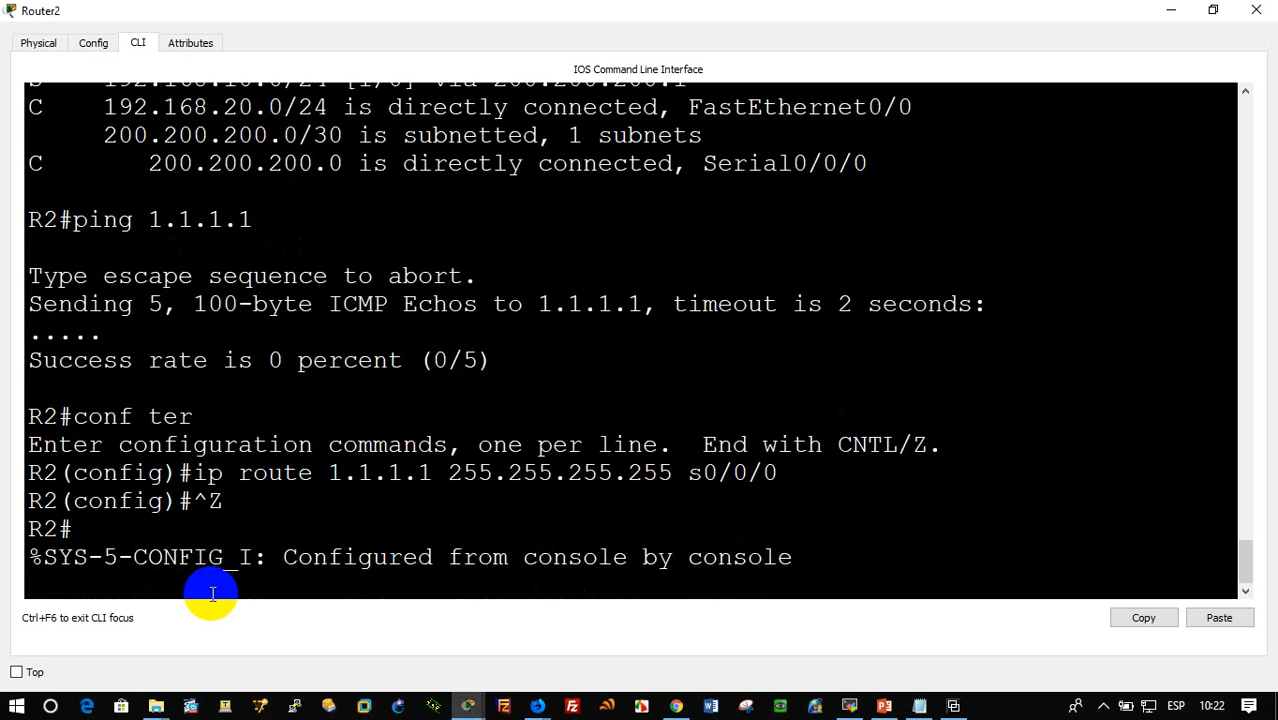 Router2
Physical Config CLI Attributes
IOS Command Line Interface
C 192.168.20.0/24 is directly connected, FastEthernet0/0
200.200.200.0/30 is subnetted, 1 subnets
C 200.200.200.0 is directly connected, Serial0/0/0
R2#ping 1.1.1.1
Type escape sequence to abort.
Sending 5, 100-byte ICMP Echos to 1.1.1.1, timeout is 2 seconds:
.....
Success rate is 0 percent (0/5)
R2#conf ter
Enter configuration commands, one per line. End with CNTL/Z.
R2(config)#ip route 1.1.1.1 255.255.255.255 s0/0/0
R2(config)#^Z
R2#
%SYS-5-CONFIG_I: Configured from console by console
Ctrl+F6 to exit CLI focus
Copy Paste
Top
ESP 10:22